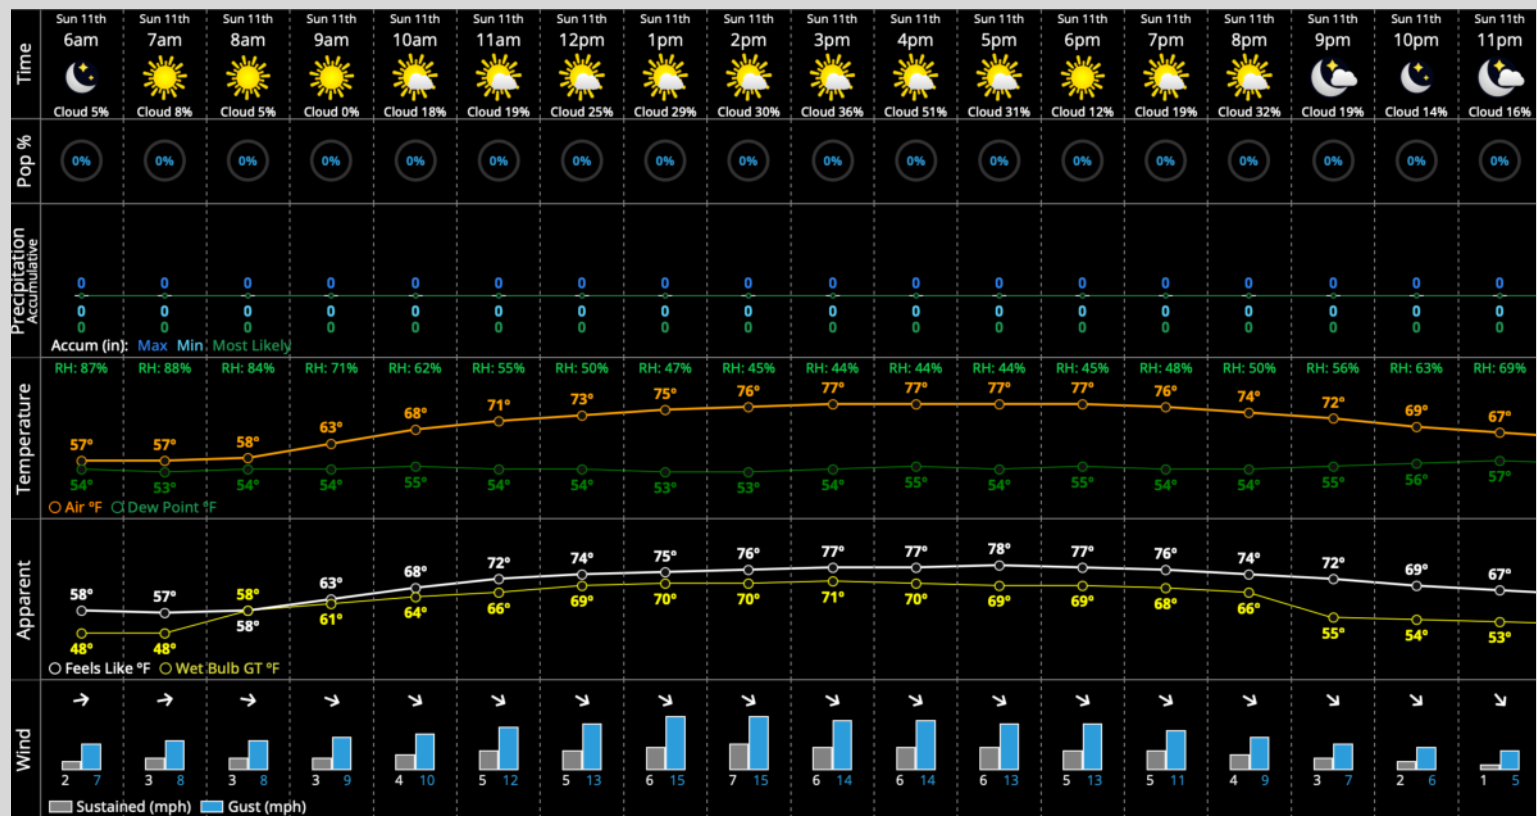 Time
Sun 11th Sun 11th Sun 11th Sun 11th Sun 11th Sun 11th Sun 11th Sun 11th Sun 11th Sun 11th Sun 11th Sun 11th Sun 11th Sun 11th Sun 11th Sun 11th Sun 11th Sun 11th
6am 7am 8am 9am 10am 11am 12pm 1pm 2pm 3pm 4pm 5pm 6pm 7pm 8pm 9pm 10pm 11pm
Cloud 5% Cloud 8% Cloud 5% Cloud 0% Cloud 18% Cloud 19% Cloud 25% Cloud 29% Cloud 30% Cloud 36% Cloud 51% Cloud 31% Cloud 12% Cloud 19% Cloud 32% Cloud 19% Cloud 14% Cloud 16%
Pop %
0% 0% 0% 0% 0% 0% 0% 0% 0% 0% 0% 0% 0% 0% 0% 0% 0% 0%
Precipitation
Accumulative
0 0 0 0 0 0 0 0 0 0 0 0 0 0 0 0 0 0
0 0 0 0 0 0 0 0 0 0 0 0 0 0 0 0 0 0
0 0 0 0 0 0 0 0 0 0 0 0 0 0 0 0 0 0
Accum (in): Max Min Most Likely
Temperature
RH: 87% RH: 88% RH: 84% RH: 71% RH: 62% RH: 55% RH: 50% RH: 47% RH: 45% RH: 44% RH: 44% RH: 44% RH: 45% RH: 48% RH: 50% RH: 56% RH: 63% RH: 69%
57° 57° 58° 63° 68° 71° 73° 75° 76° 77° 77° 77° 77° 76° 74° 72° 69° 67°
54° 53° 54° 54° 55° 54° 54° 53° 53° 54° 55° 54° 55° 54° 54° 55° 56° 57°
Air ºF Dew Point ºF
Apparent
58° 57° 58° 63° 68° 72° 74° 75° 76° 77° 77° 78° 77° 76° 74° 72° 69° 67°
48° 48° 58° 61° 64° 66° 69° 70° 70° 71° 70° 69° 69° 68° 66° 55° 54° 53°
Feels Like ºF Wet Bulb GT ºF
Wind
2 7 3 8 3 8 3 9 4 10 5 12 5 13 6 15 7 15 6 14 6 14 6 13 5 13 5 11 4 9 3 7 2 6 1 5
Sustained (mph) Gust (mph)